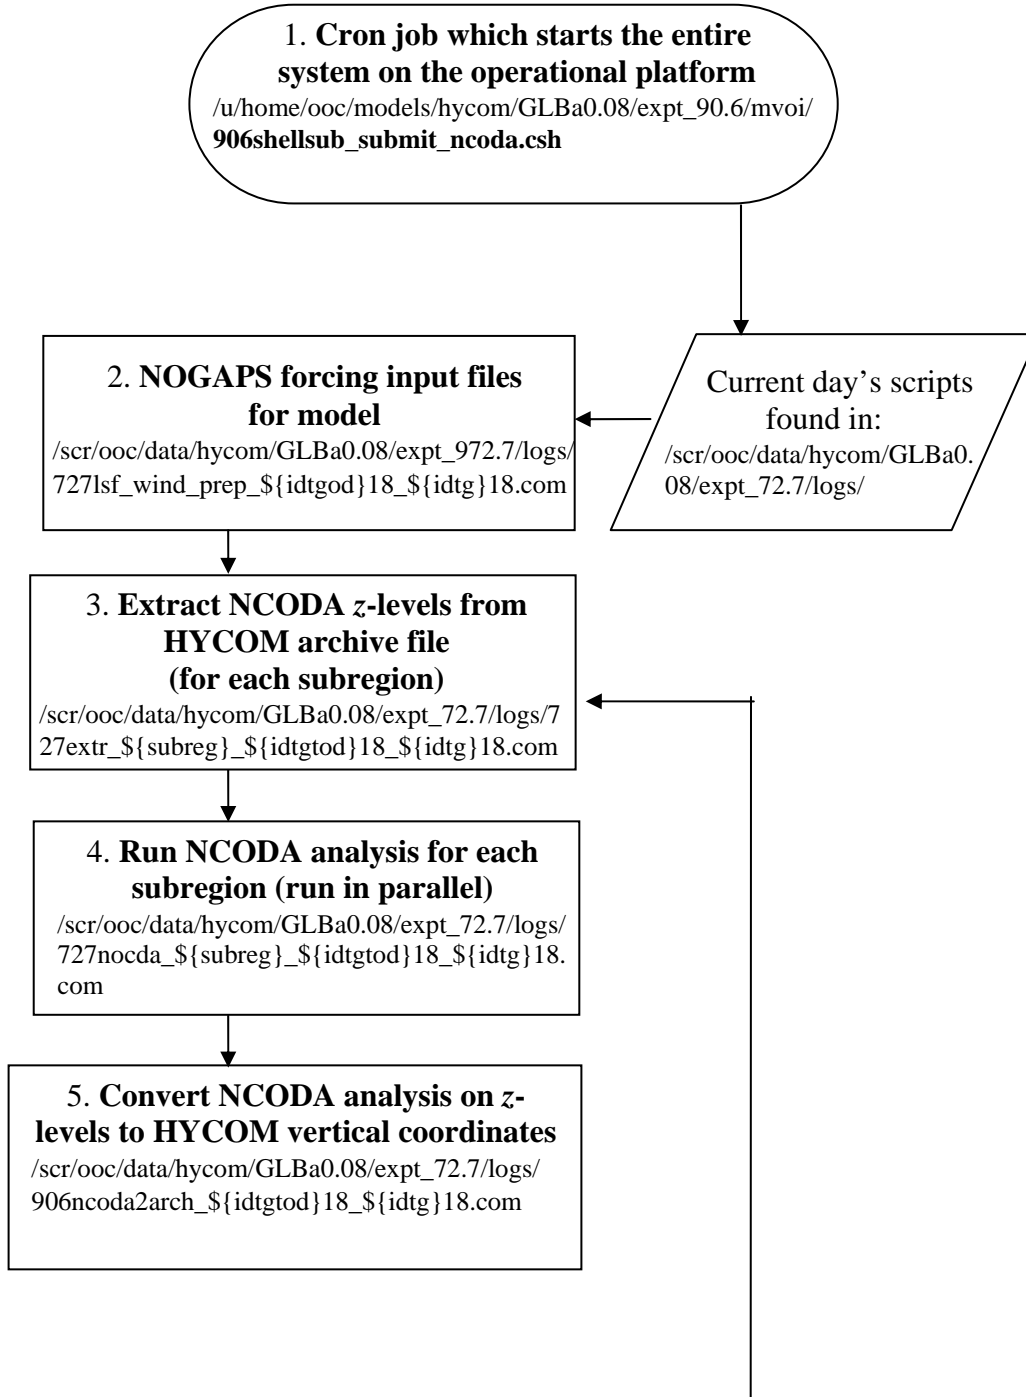 1. Cron job which starts the entire
system on the operational platform
/u/home/ooc/models/hycom/GLBa0.08/expt_90.6/mvoi/
906shellsub_submit_ncoda.csh
Current day’s scripts
found in:
/scr/ooc/data/hycom/GLBa0.
08/expt_72.7/logs/
2. NOGAPS forcing input files
for model
/scr/ooc/data/hycom/GLBa0.08/expt_972.7/logs/
727lsf_wind_prep_${idtgod}18_${idtg}18.com
3. Extract NCODA z-levels from
HYCOM archive file
(for each subregion)
/scr/ooc/data/hycom/GLBa0.08/expt_72.7/logs/7
27extr_${subreg}_${idtgtod}18_${idtg}18.com
4. Run NCODA analysis for each
subregion (run in parallel)
/scr/ooc/data/hycom/GLBa0.08/expt_72.7/logs/
727nocda_${subreg}_${idtgtod}18_${idtg}18.
com
5. Convert NCODA analysis on z-
levels to HYCOM vertical coordinates
/scr/ooc/data/hycom/GLBa0.08/expt_72.7/logs/
906ncoda2arch_${idtgtod}18_${idtg}18.com